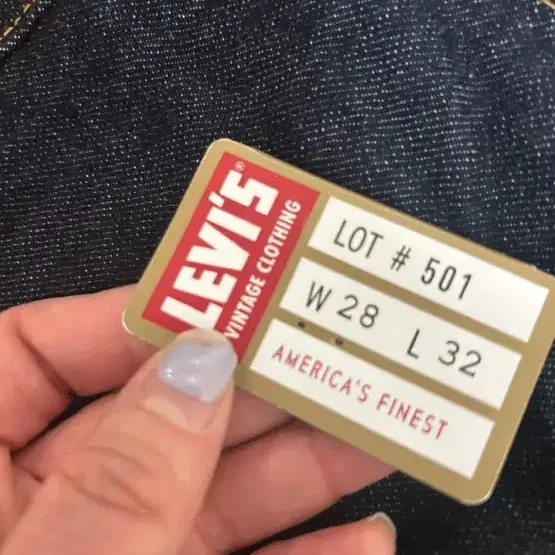 LEVI'S®
VINTAGE CLOTHING
LOT # 501
W 28 L 32
AMERICA'S FINEST